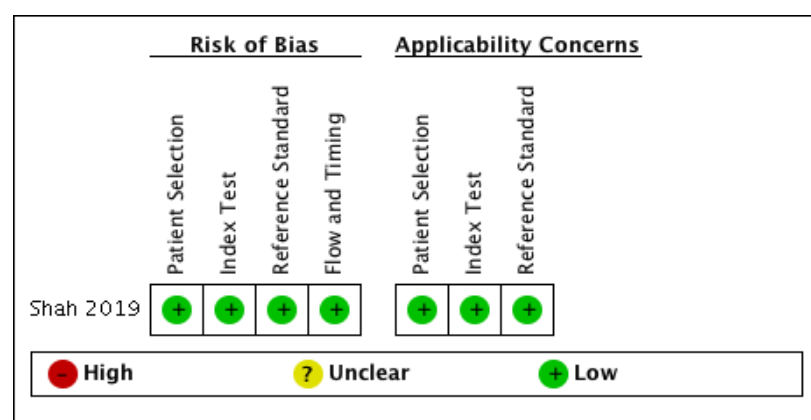 Risk of Bias
Applicability Concerns
Patient Selection
Index Test
Reference Standard
Flow and Timing
Patient Selection
Index Test
Reference Standard
Shah 2019 + + + + + + +
- High ? Unclear + Low